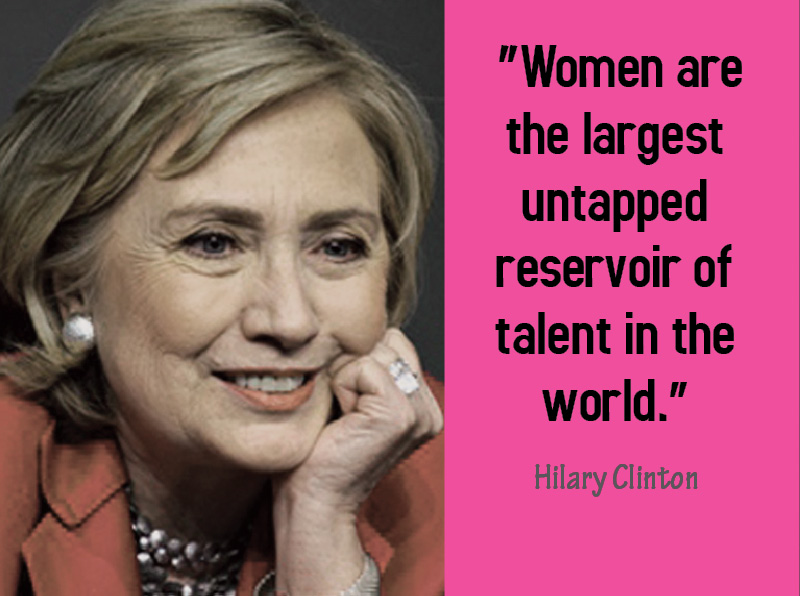 "Women are
the largest
untapped
reservoir of
talent in the
world."
Hilary Clinton